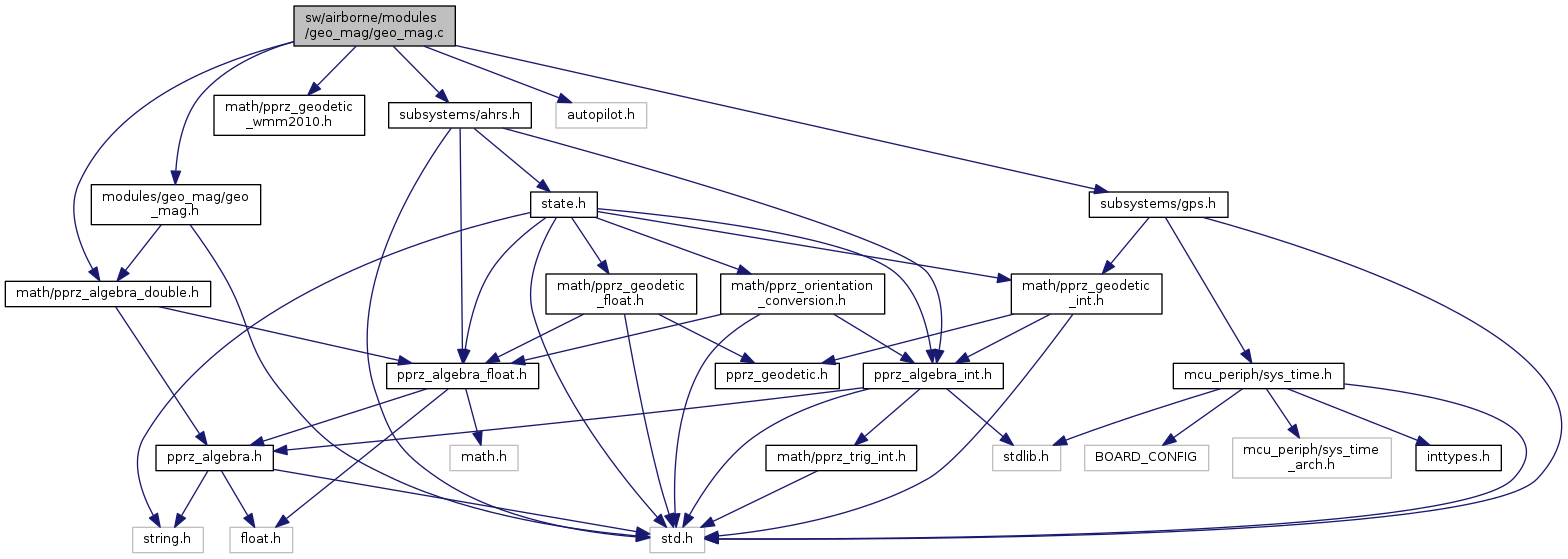 sw/airborne/modules
/geo_mag/geo_mag.c
math/pprz_geodetic
_wmm2010.h
subsystems/ahrs.h
autopilot.h
modules/geo_mag/geo
_mag.h
state.h
subsystems/gps.h
math/pprz_algebra_double.h
math/pprz_geodetic
_float.h
math/pprz_orientation
_conversion.h
math/pprz_geodetic
_int.h
pprz_algebra_float.h
pprz_geodetic.h
pprz_algebra_int.h
mcu_periph/sys_time.h
pprz_algebra.h
math.h
math/pprz_trig_int.h
stdlib.h
BOARD_CONFIG
mcu_periph/sys_time
_arch.h
inttypes.h
string.h
float.h
std.h